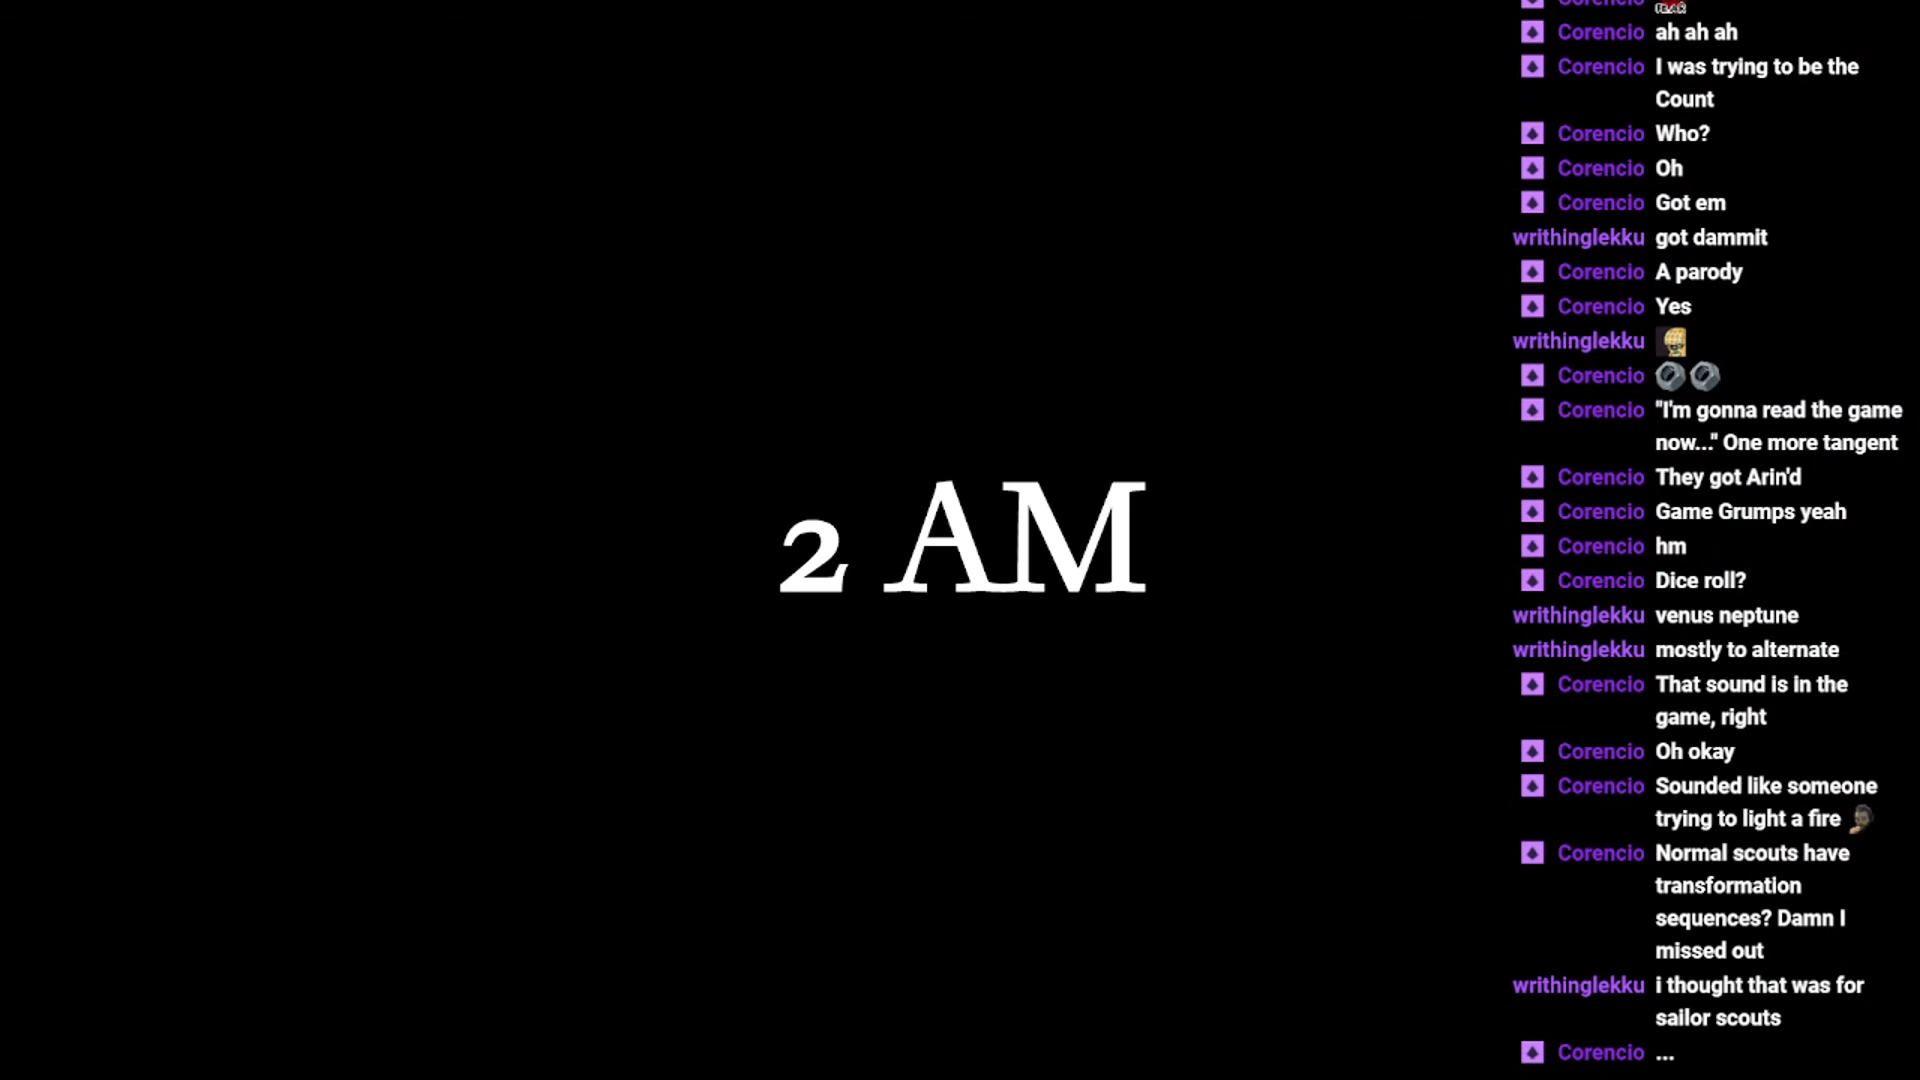 2 AM
Corencio
Corencio ah ah ah
Corencio I was trying to be the
Count
Corencio Who?
Corencio Oh
Corencio Got em
writhinglekku got dammit
Corencio A parody
Corencio Yes
writhinglekku
Corencio
Corencio "I'm gonna read the game
now..." One more tangent
Corencio They got Arin'd
Corencio Game Grumps yeah
Corencio hm
Corencio Dice roll?
writhinglekku venus neptune
writhinglekku mostly to alternate
Corencio That sound is in the
game, right
Corencio Oh okay
Corencio Sounded like someone
trying to light a fire
Corencio Normal scouts have
transformation
sequences? Damn I
missed out
writhinglekku i thought that was for
sailor scouts
Corencio ...